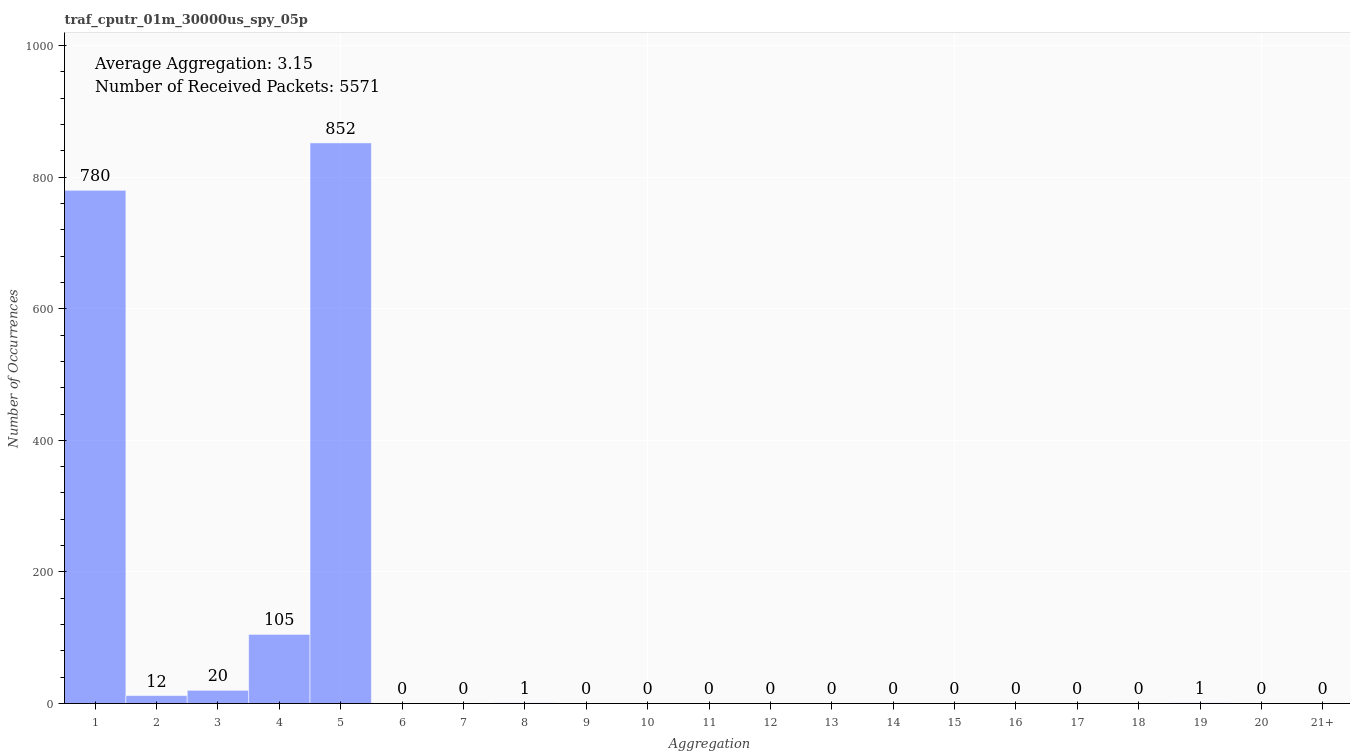 traf_cputr_01m_30000us_spy_05p
1000
Average Aggregation: 3.15
Number of Received Packets: 5571
852
800
780
600
Number of Occurrences
400
200
105
20
12
0 0 1 0 0 0 0 0 0 0 0 0 0 1 0 0
0
1 2 3 4 5 6 7 8 9 10 11 12 13 14 15 16 17 18 19 20 21+
Aggregation